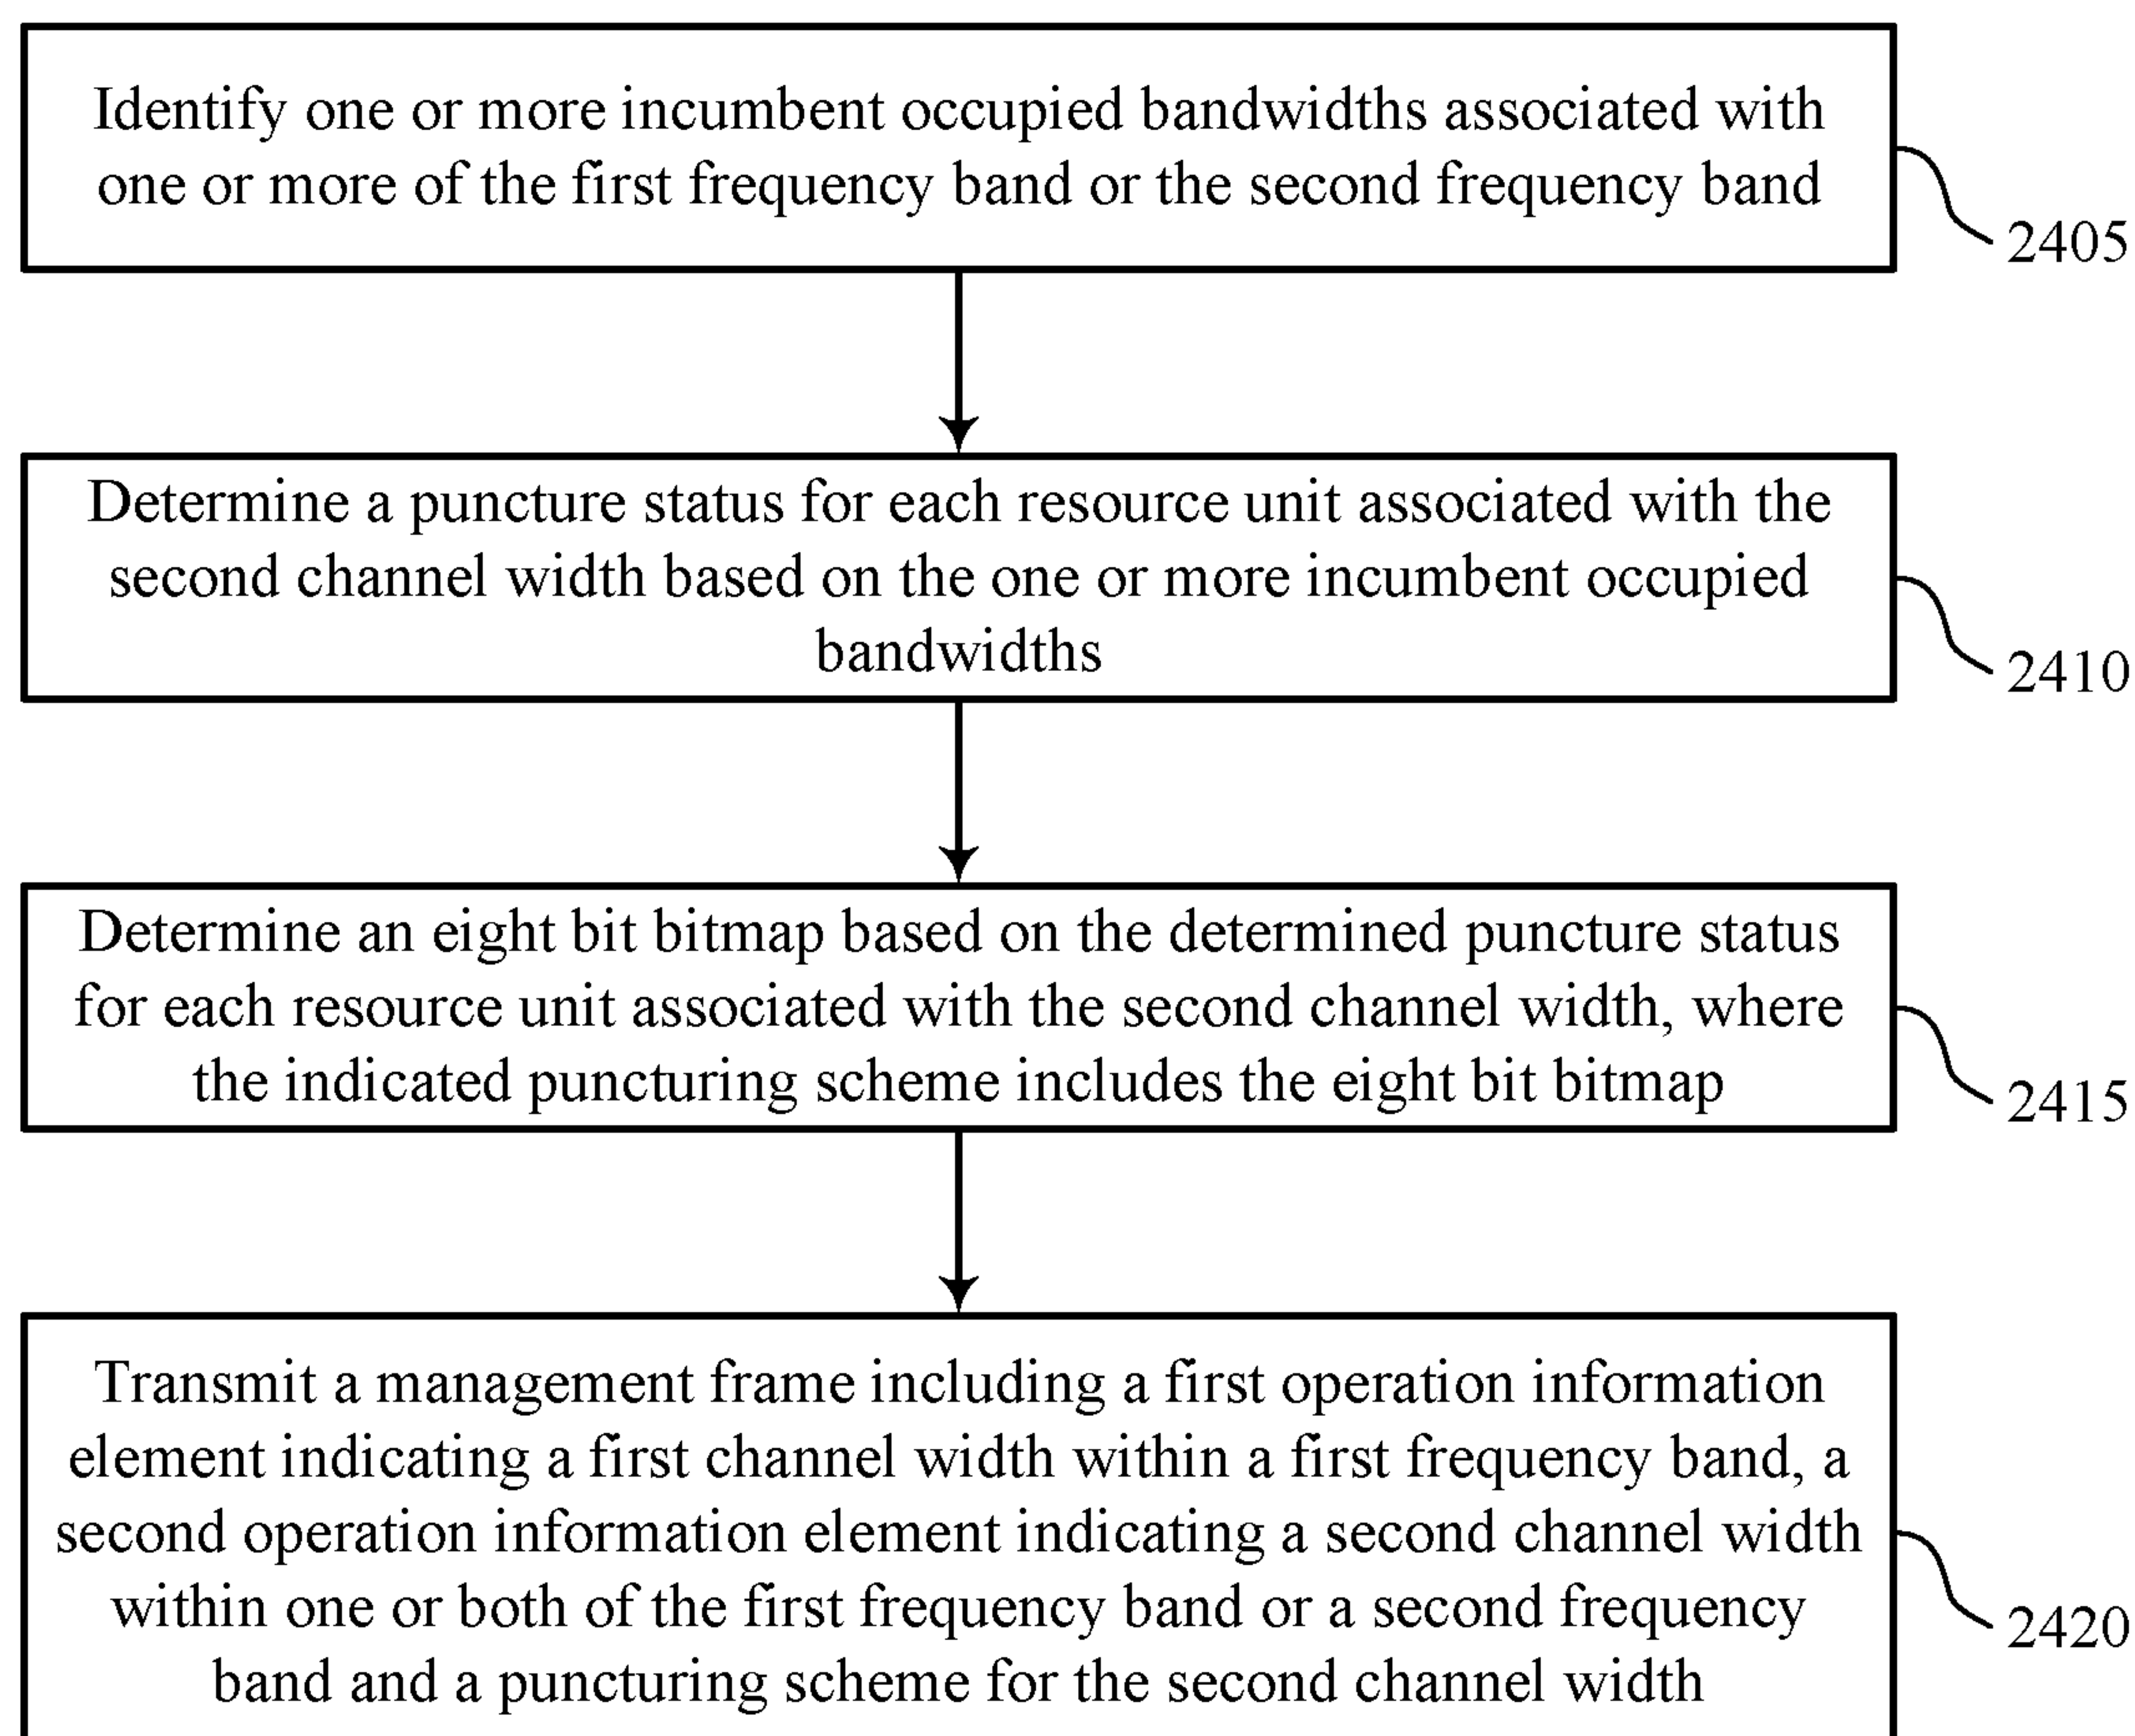 Identify one or more incumbent occupied bandwidths associated with
one or more of the first frequency band or the second frequency band
2405
Determine a puncture status for each resource unit associated with the
second channel width based on the one or more incumbent occupied
bandwidths
2410
Determine an eight bit bitmap based on the determined puncture status
for each resource unit associated with the second channel width, where
the indicated puncturing scheme includes the eight bit bitmap
2415
Transmit a management frame including a first operation information
element indicating a first channel width within a first frequency band, a
second operation information element indicating a second channel width
within one or both of the first frequency band or a second frequency
band and a puncturing scheme for the second channel width
2420